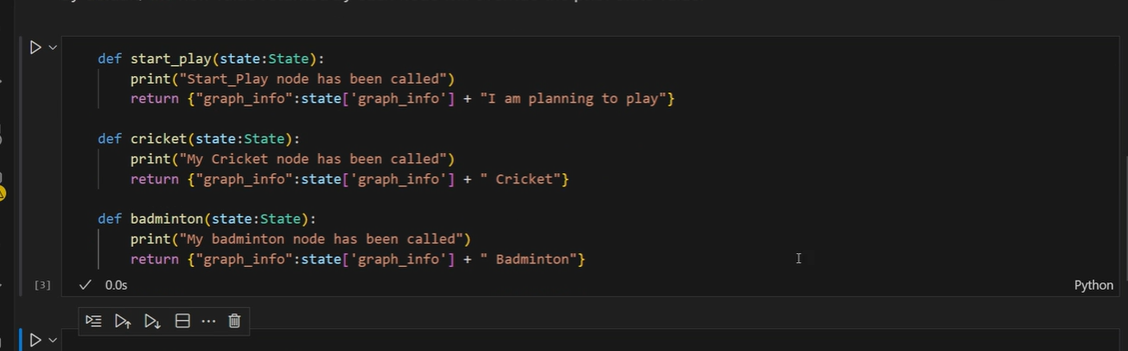 def start_play(state:State):
print("Start_Play node has been called")
return {"graph_info":state['graph_info'] + "I am planning to play"}
def cricket(state:State):
print("My Cricket node has been called")
return {"graph_info":state['graph_info'] + " Cricket"}
def badminton(state:State):
print("My badminton node has been called")
return {"graph_info":state['graph_info'] + " Badminton"}
[3] 0.0s Python